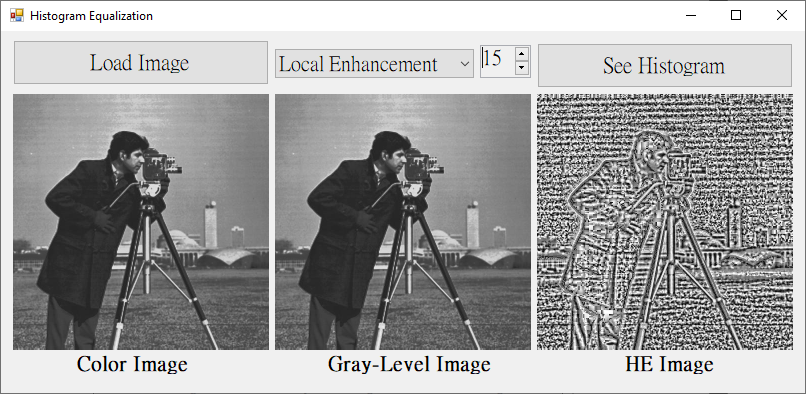 Histogram Equalization
Load Image
Local Enhancement
15
See Histogram
Color Image
Gray-Level Image
HE Image